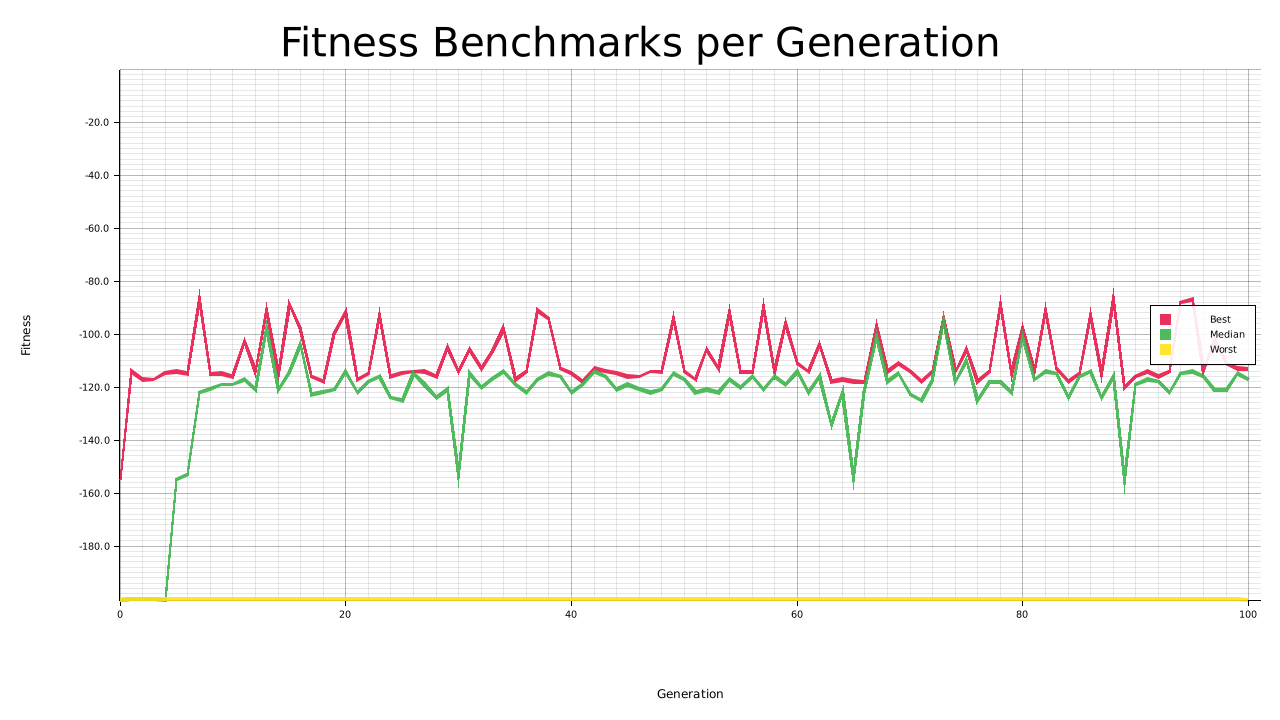 Fitness Benchmarks per Generation
-20.0
-40.0
-60.0
-80.0
-100.0
-120.0
-140.0
-160.0
-180.0
Fitness
Best
Median
Worst
0 20 40 60 80 100
Generation